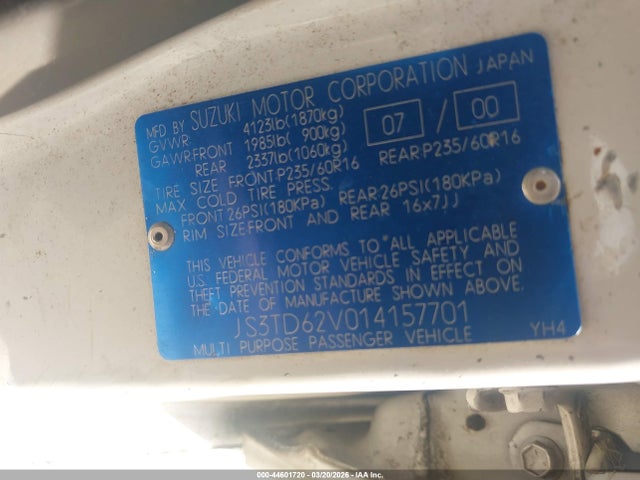 MFD BY SUZUKI MOTOR CORPORATION JAPAN
GVWR 4123lb(1870kg) 07 / 00
GAWR FRONT 1985lb( 900kg)
REAR 2337lb(1060kg)
TIRE SIZE FRONT P235/60R16 REAR P235/60R16
MAX COLD TIRE PRESS.
FRONT 26PSI(180KPa) REAR 26PSI(180KPa)
RIM SIZE FRONT AND REAR 16x7JJ
THIS VEHICLE CONFORMS TO ALL APPLICABLE
U.S. FEDERAL MOTOR VEHICLE SAFETY AND
THEFT PREVENTION STANDARDS IN EFFECT ON
THE DATE OF MANUFACTURE SHOWN ABOVE.
JS3TD62V014157701
MULTI PURPOSE PASSENGER VEHICLE YH4
000-44601720 - 03/20/2026 - © IAA Inc.